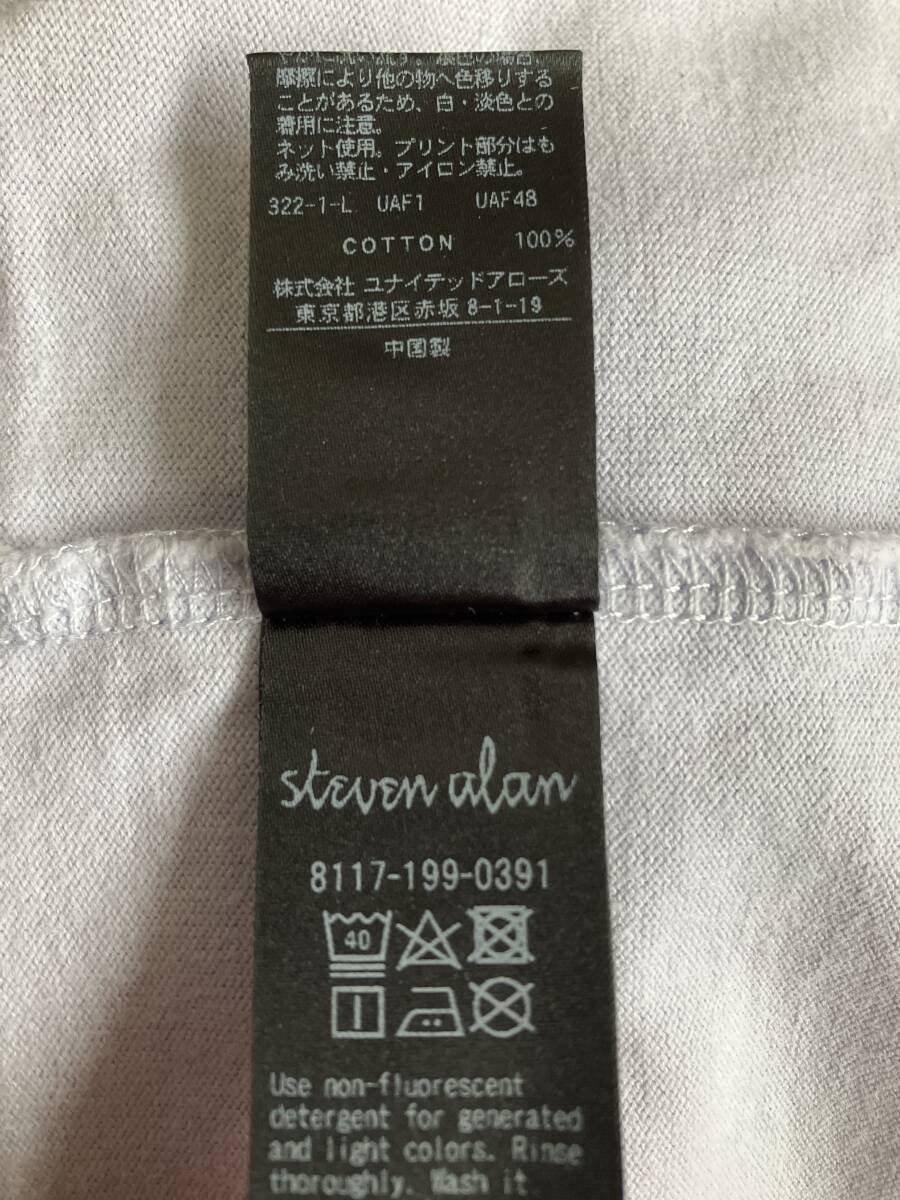 摩擦により他の物へ色移りする
ことがあるため、白・淡色との
着用に注意。
ネット使用。プリント部分はも
み洗い禁止・アイロン禁止。
322-1-L UAF1 UAF48
COTTON 100%
株式会社 ユナイテッドアローズ
東京都港区赤坂 8-1-19
中国製
steven alan
8117-199-0391
40
Use non-fluorescent
detergent for generated
and light colors. Rinse
thoroughly. Wash it